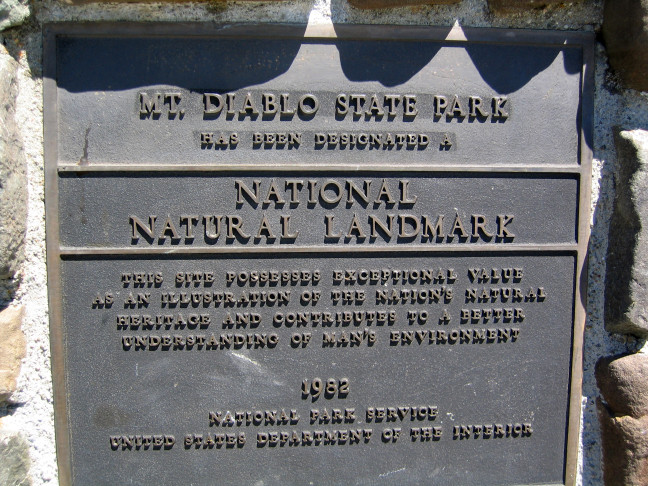 MT. DIABLO STATE PARK
HAS BEEN DESIGNATED A
NATIONAL
NATURAL LANDMARK
THIS SITE POSSESSES EXCEPTIONAL VALUE
AS AN ILLUSTRATION OF THE NATION'S NATURAL
HERITAGE AND CONTRIBUTES TO A BETTER
UNDERSTANDING OF MAN'S ENVIRONMENT
1982
NATIONAL PARK SERVICE
UNITED STATES DEPARTMENT OF THE INTERIOR